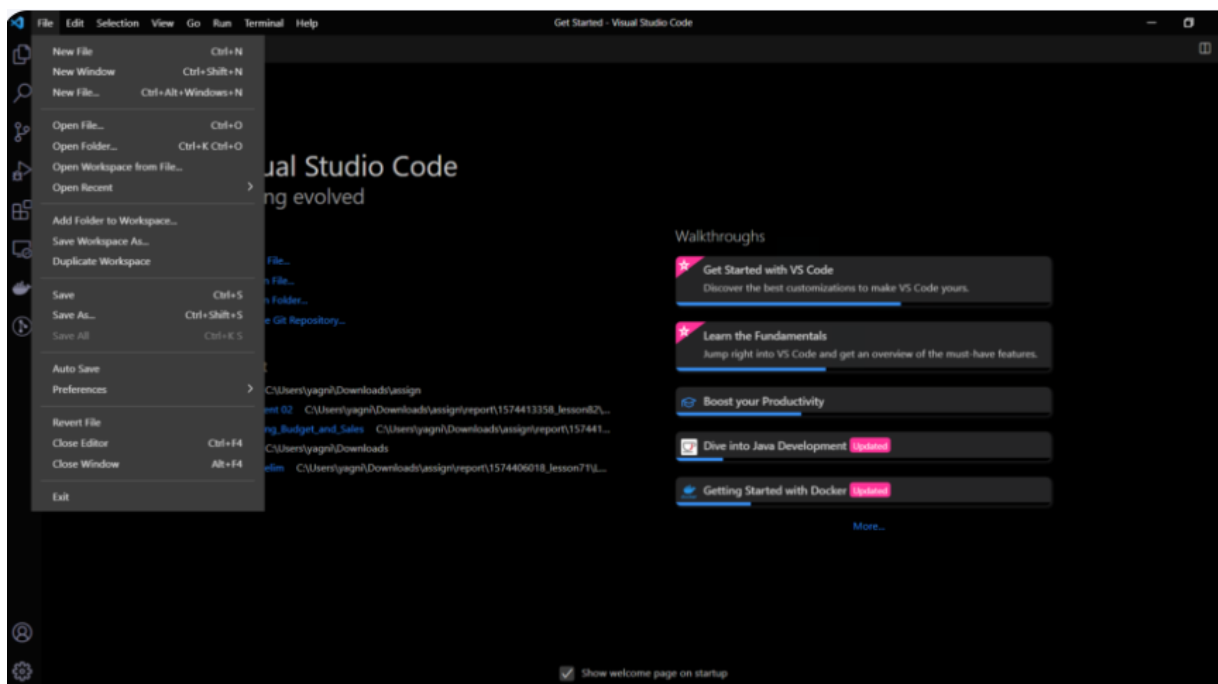 File Edit Selection View Go Run Terminal Help
Get Started - Visual Studio Code
New File Ctrl+N
New Window Ctrl+Shift+N
New File... Ctrl+Alt+Windows+N
Open File... Ctrl+O
Open Folder... Ctrl+K Ctrl+O
Open Workspace from File...
Open Recent
Add Folder to Workspace...
Save Workspace As...
Duplicate Workspace
Save Ctrl+S
Save As... Ctrl+Shift+S
Save All Ctrl+K S
Auto Save
Preferences
Revert File
Close Editor Ctrl+F4
Close Window Alt+F4
Exit
ual Studio Code
ng evolved
File...
n File...
n Folder...
e Git Repository...
C:\Users\yagni\Downloads\assign
ent 02 C:\Users\yagni\Downloads\assign\report\1574413358_lesson82\...
ng_Budget_and_Sales C:\Users\yagni\Downloads\assign\report\157441...
C:\Users\yagni\Downloads
elim C:\Users\yagni\Downloads\assign\report\1574406018_lesson71\L...
Walkthroughs
Get Started with VS Code
Discover the best customizations to make VS Code yours.
Learn the Fundamentals
Jump right into VS Code and get an overview of the must-have features.
Boost your Productivity
Dive into Java Development Updated
Getting Started with Docker Updated
More...
Show welcome page on startup